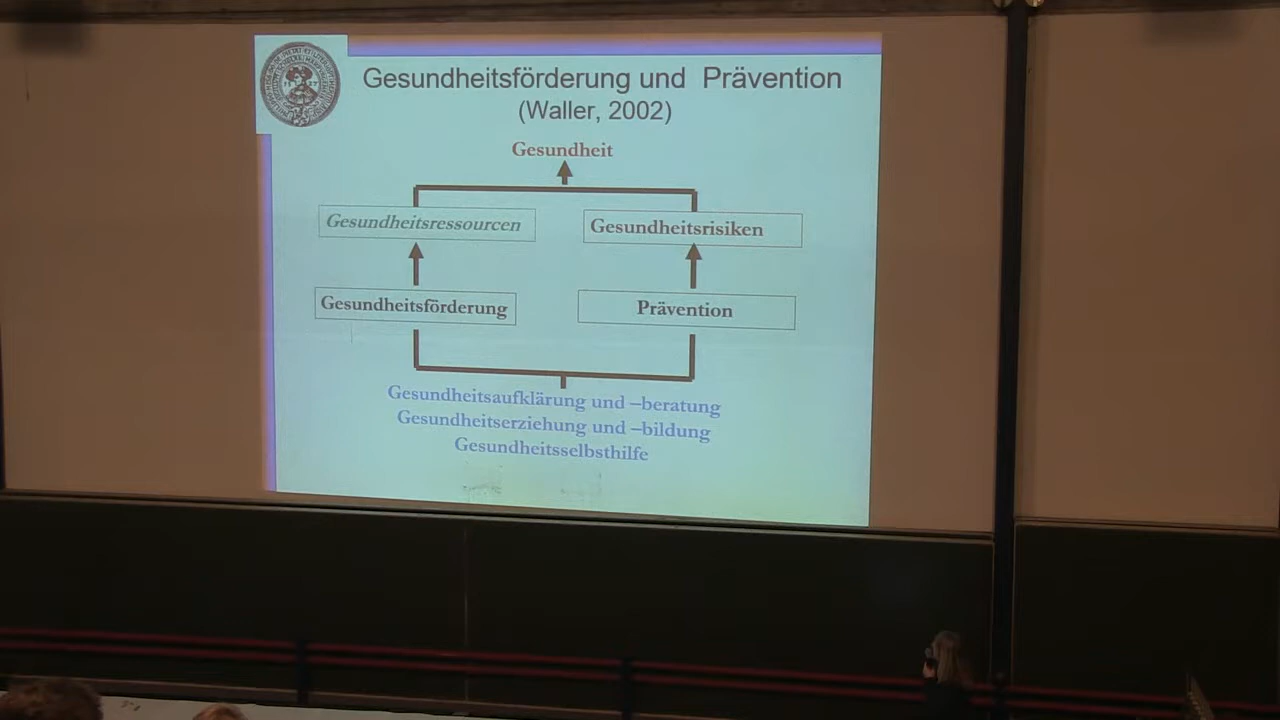 Gesundheitsförderung und Prävention
(Waller, 2002)
Gesundheit
Gesundheitsressourcen
Gesundheitsrisiken
Gesundheitsförderung
Prävention
Gesundheitsaufklärung und –beratung
Gesundheitserziehung und –bildung
Gesundheitsselbsthilfe